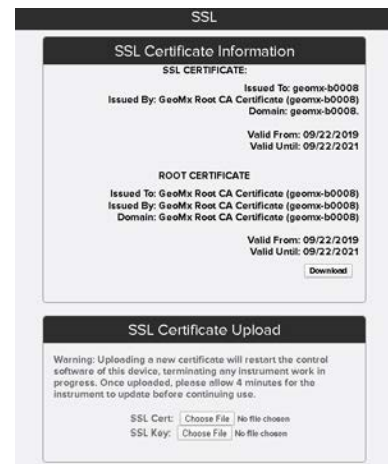 SSL
SSL Certificate Information
SSL CERTIFICATE:
Issued To: geomx-b0008
Issued By: GeoMx Root CA Certificate (geomx-b0008)
Domain: geomx-b0008.
Valid From: 09/22/2019
Valid Until: 09/22/2021
ROOT CERTIFICATE
Issued To: GeoMx Root CA Certificate (geomx-b0008)
Issued By: GeoMx Root CA Certificate (geomx-b0008)
Domain: GeoMx Root CA Certificate (geomx-b0008)
Valid From: 09/22/2019
Valid Until: 09/22/2021
Download
SSL Certificate Upload
Warning: Uploading a new certificate will restart the control
software of this device, terminating any instrument work in
progress. Once uploaded, please allow 4 minutes for the
instrument to update before continuing use.
SSL Cert: Choose File No file chosen
SSL Key: Choose File No file chosen